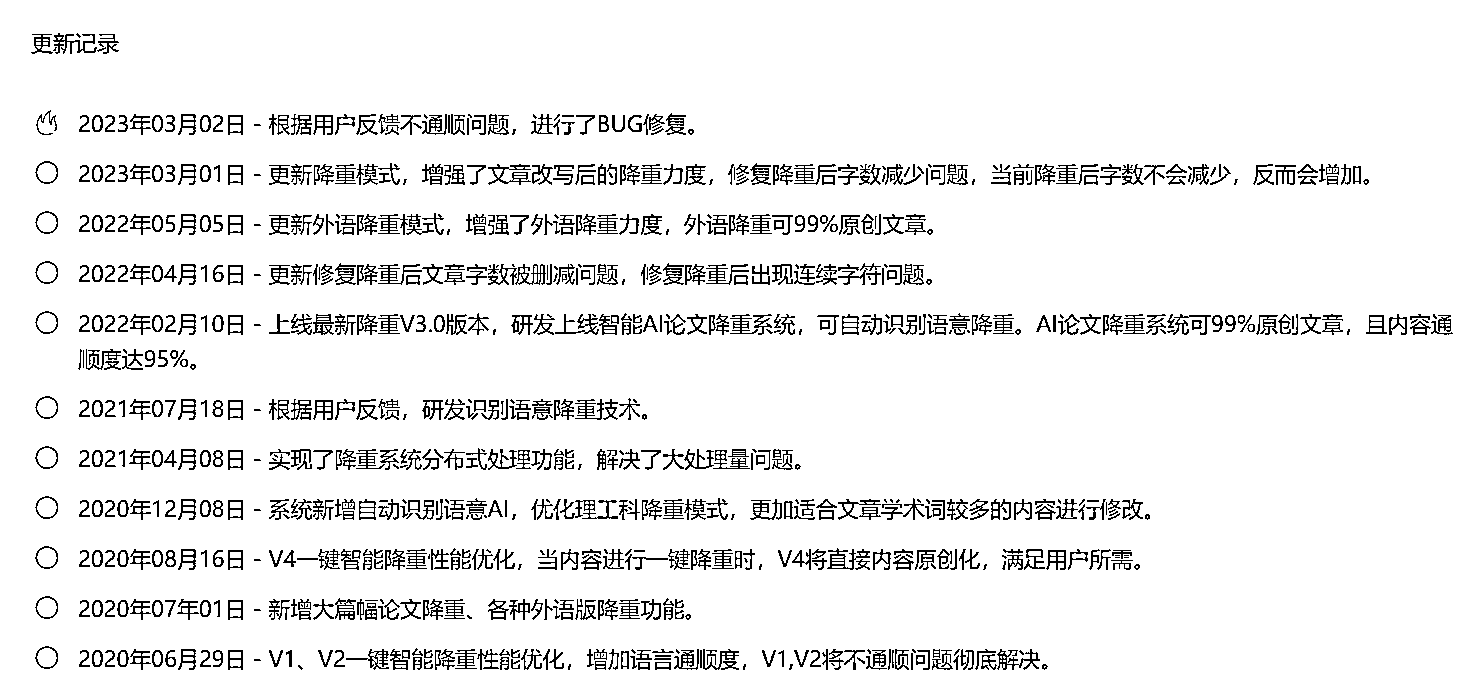 更新记录
2023年03月02日 - 根据用户反馈不通顺问题，进行了BUG修复。
2023年03月01日 - 更新降重模式，增强了文章改写后的降重力度，修复降重后字数减少问题，当前降重后字数不会减少，反而会增加。
2022年05月05日 - 更新外语降重模式，增强了外语降重力度，外语降重可99%原创文章。
2022年04月16日 - 更新修复降重后文章字数被删减问题，修复降重后出现连续字符问题。
2022年02月10日 - 上线最新降重V3.0版本，研发上线智能AI论文降重系统，可自动识别语意降重。AI论文降重系统可99%原创文章，且内容通
顺度达95%。
2021年07月18日 - 根据用户反馈，研发识别语意降重技术。
2021年04月08日 - 实现了降重系统分布式处理功能，解决了大处理量问题。
2020年12月08日 - 系统新增自动识别语意AI，优化理工科降重模式，更加适合文章学术词较多的内容进行修改。
2020年08月16日 - V4一键智能降重性能优化，当内容进行一键降重时，V4将直接内容原创化，满足用户所需。
2020年07年01日 - 新增大篇幅论文降重、各种外语版降重功能。
2020年06月29日 - V1、V2一键智能降重性能优化，增加语言通顺度，V1,V2将不通顺问题彻底解决。